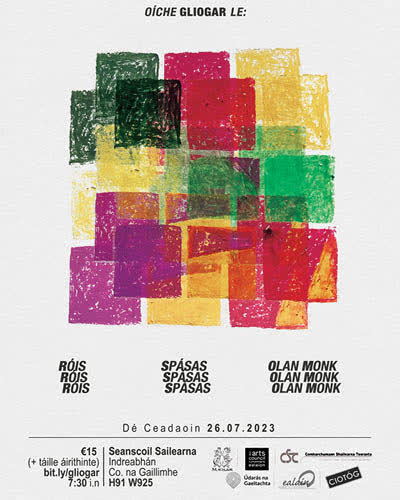 OÍCHE GLIOGAR LE:
RÓIS SPÁSAS OLAN MONK
RÓIS SPÁSAS OLAN MONK
RÓIS SPÁSAS OLAN MONK
Dé Ceadaoin 26.07.2023
€15
(+ táille áirithinte)
bit.ly/gliogar
7:30 i.n
Seanscoil Sailearna
Indreabhán
Co. na Gaillimhe
H91 W925
arts
council
ealaíon
CST
Comharchumann Shailearna Teoranta
Údarás na
Gaeltachta
ealaín
CIOTÓG